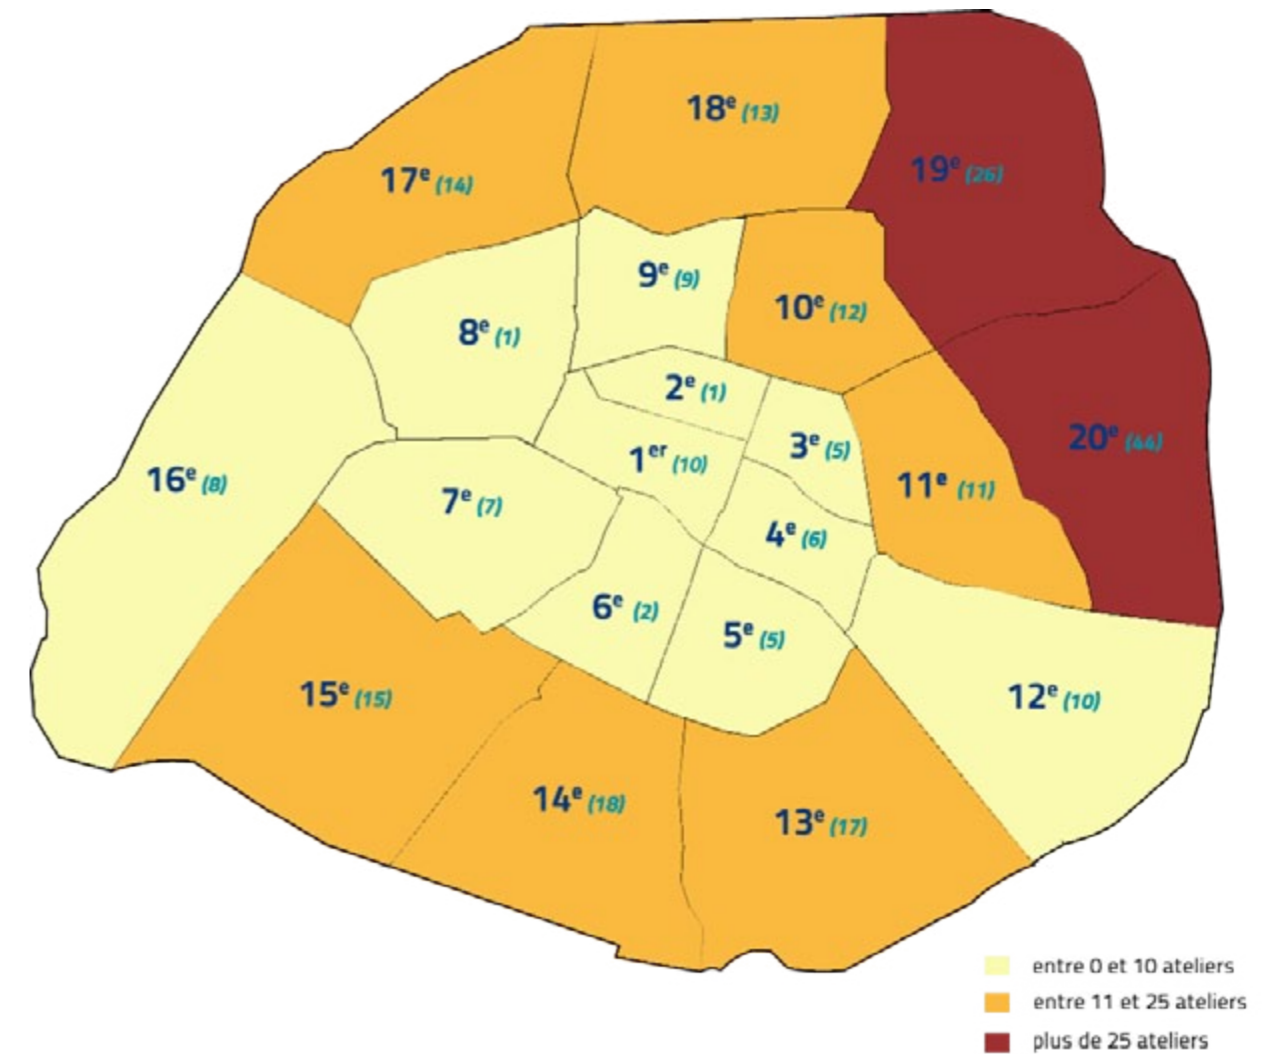 18e (13)
19e (26)
17e (14)
9e (9)
10e (12)
8e (1)
2e (1)
20e (44)
3e (5)
1er (10)
16e (8)
11e (11)
7e (7)
4e (6)
6e (2)
5e (5)
15e (15)
12e (10)
14e (18)
13e (17)
entre 0 et 10 ateliers
entre 11 et 25 ateliers
plus de 25 ateliers